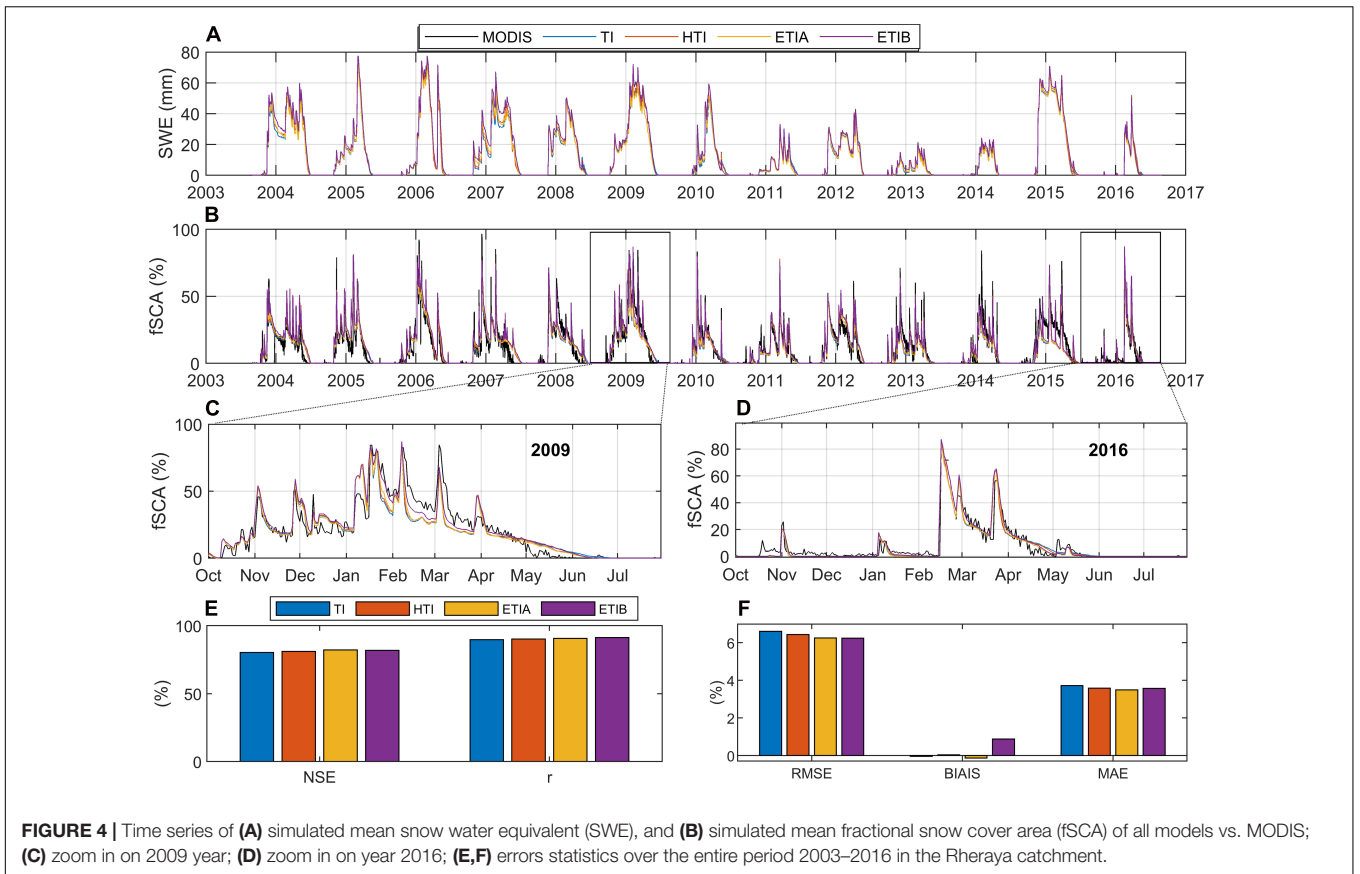 MODIS TI HTI ETIA ETIB
A
80
60
40
20
0
SWE (mm)
2003 2004 2005 2006 2007 2008 2009 2010 2011 2012 2013 2014 2015 2016 2017
B
100
50
0
fSCA (%)
2003 2004 2005 2006 2007 2008 2009 2010 2011 2012 2013 2014 2015 2016 2017
C
100
50
0
fSCA (%)
2009
Oct Nov Dec Jan Feb Mar Apr May Jun Jul
D
80
60
40
20
0
fSCA (%)
2016
Oct Nov Dec Jan Feb Mar Apr May Jun Jul
E
TI HTI ETIA ETIB
100
50
0
(%)
NSE r
F
6
4
2
0
(%)
RMSE BIAIS MAE
FIGURE 4 | Time series of (A) simulated mean snow water equivalent (SWE), and (B) simulated mean fractional snow cover area (fSCA) of all models vs. MODIS;
(C) zoom in on 2009 year; (D) zoom in on year 2016; (E,F) errors statistics over the entire period 2003–2016 in the Rheraya catchment.